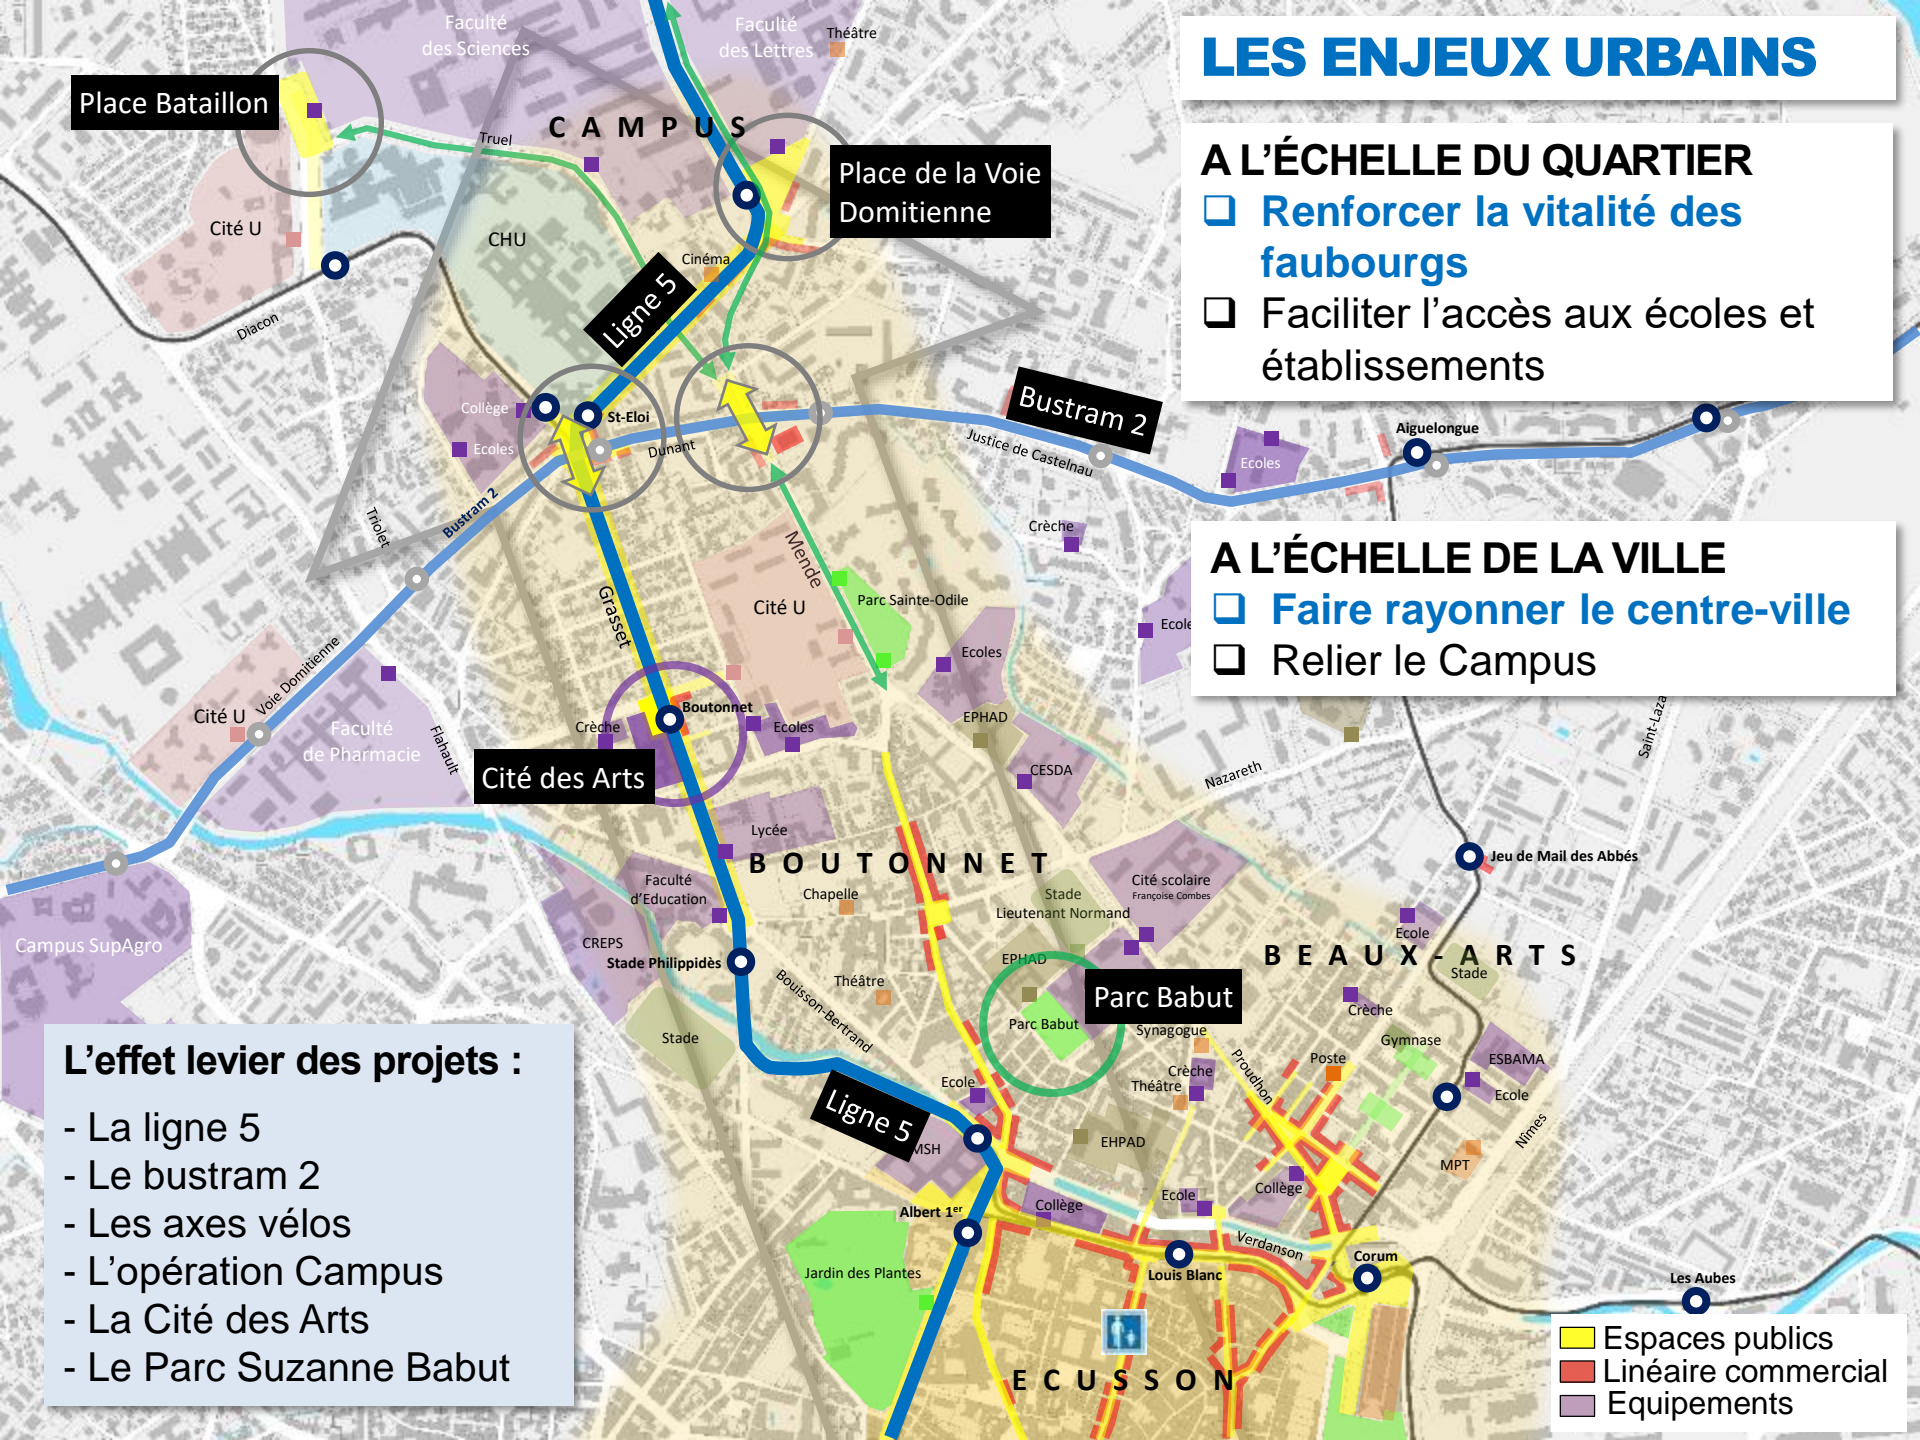 LES ENJEUX URBAINS
A L'ÉCHELLE DU QUARTIER
❑ Renforcer la vitalité des
faubourgs
❑ Faciliter l'accès aux écoles et
établissements
A L'ÉCHELLE DE LA VILLE
❑ Faire rayonner le centre-ville
❑ Relier le Campus
L'effet levier des projets :
- La ligne 5
- Le bustram 2
- Les axes vélos
- L'opération Campus
- La Cité des Arts
- Le Parc Suzanne Babut
Espaces publics
Linéaire commercial
Equipements
Faculté
des Sciences
Faculté
des Lettres
Théâtre
Place Bataillon
CAMPUS
Truel
Place de la Voie
Domitienne
Cité U
CHU
Cinéma
Ligne 5
Diacon
Collège
St-Eloi
Ecoles
Dunant
Bustram 2
Justice de Castelnau
Aiguelongue
Ecoles
Bustram 2
Triolet
Crèche
Mende
Grasset
Cité U
Parc Sainte-Odile
Ecoles
Ecole
Voie Domitienne
Cité U
Faculté
de Pharmacie
Flahault
Crèche
Boutonnet
Ecoles
EPHAD
Saint-Laza
Cité des Arts
CESDA
Nazareth
Lycée
BOUTONNET
Jeu de Mail des Abbés
Faculté
d'Education
Chapelle
Stade
Lieutenant Normand
Cité scolaire
Françoise Combes
Campus SupAgro
CREPS
Stade Philippidès
EPHAD
Ecole
BEAUX-ARTS
Stade
Théâtre
Bouisson-Bertrand
Parc Babut
Parc Babut
Crèche
Synagogue
Stade
Gymnase
Proudhon
Poste
ESBAMA
Crèche
Théâtre
Ecole
Ecole
Nîmes
Ligne 5
MSH
EHPAD
MPT
Collège
Ecole
Collège
Albert 1er
Verdanson
Corum
Louis Blanc
Jardin des Plantes
Les Aubes
ECUSSON